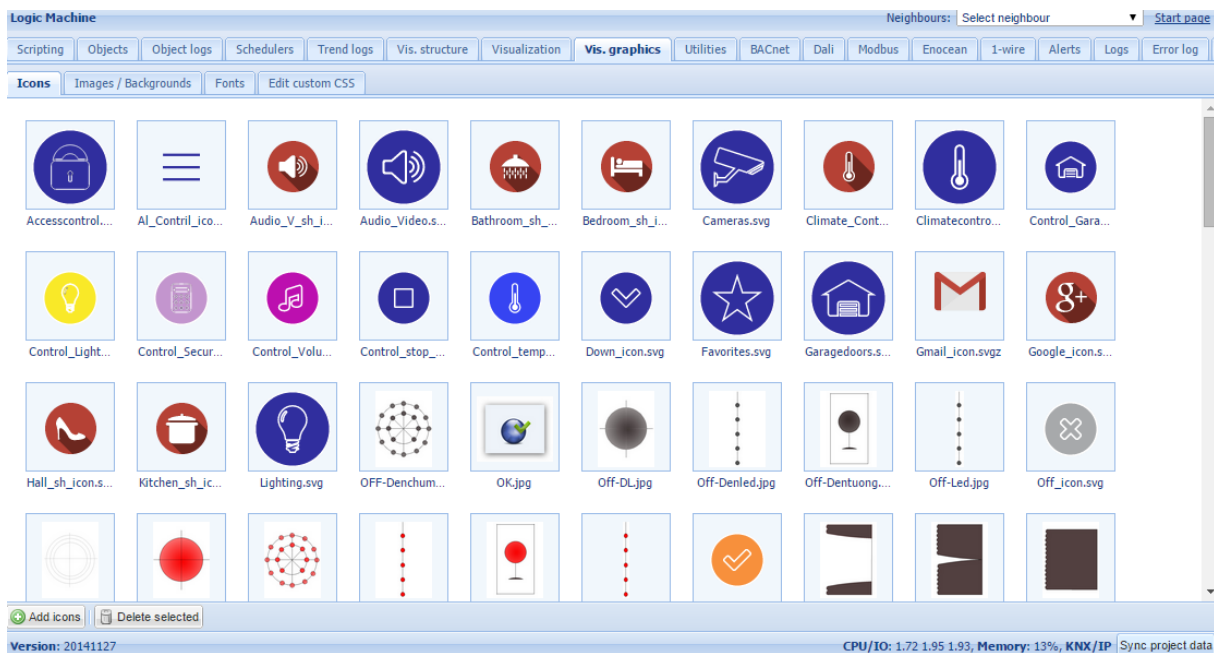 Logic Machine Neighbours: Select neighbour Start page
Scripting Objects Object logs Schedulers Trend logs Vis. structure Visualization Vis. graphics Utilities BACnet Dali Modbus Enocean 1-wire Alerts Logs Error log
Icons Images / Backgrounds Fonts Edit custom CSS
Accesscontrol.... Al_Contril_ico... Audio_V_sh_i... Audio_Video.s... Bathroom_sh_... Bedroom_sh_i... Cameras.svg Climate_Cont... Climatecontro... Control_Gara...
Control_Light... Control_Secur... Control_Volu... Control_stop_... Control_temp... Down_icon.svg Favorites.svg Garagedoors.s... Gmail_icon.svgz Google_icon.s...
g+
Hall_sh_icon.s... Kitchen_sh_ic... Lighting.svg OFF-Denchum... OK.jpg Off-DL.jpg Off-Denled.jpg Off-Dentuong.... Off-Led.jpg Off_icon.svg
Add icons Delete selected
Version: 20141127 CPU/IO: 1.72 1.95 1.93, Memory: 13%, KNX/IP Sync project data